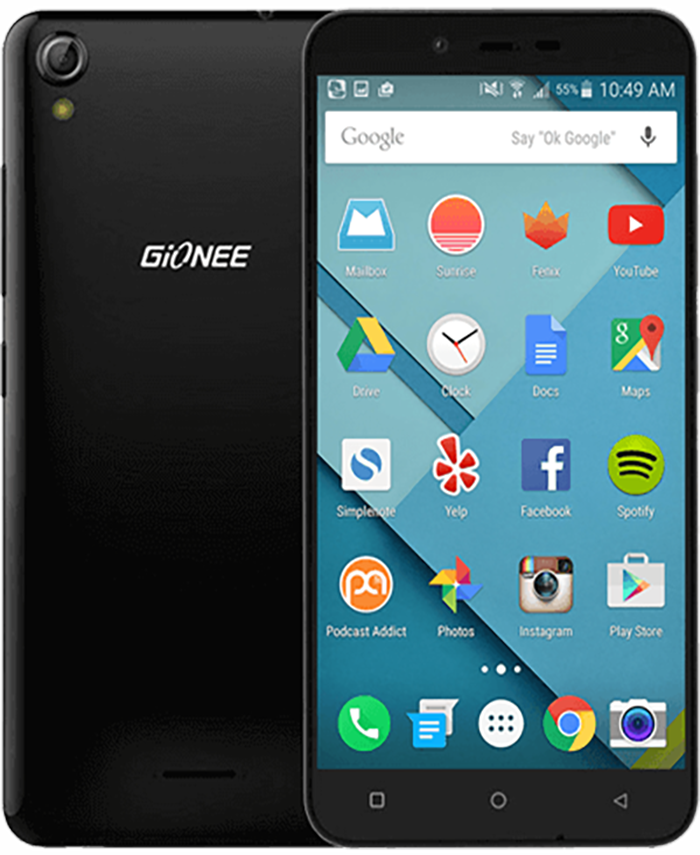 GiONEE
55% 10:49 AM
Google Say "Ok Google"
Mailbox Sunrise Fenix YouTube
Drive Clock Docs Maps
8
Simplenote Yelp Facebook Spotify
Podcast Addict Photos Instagram Play Store